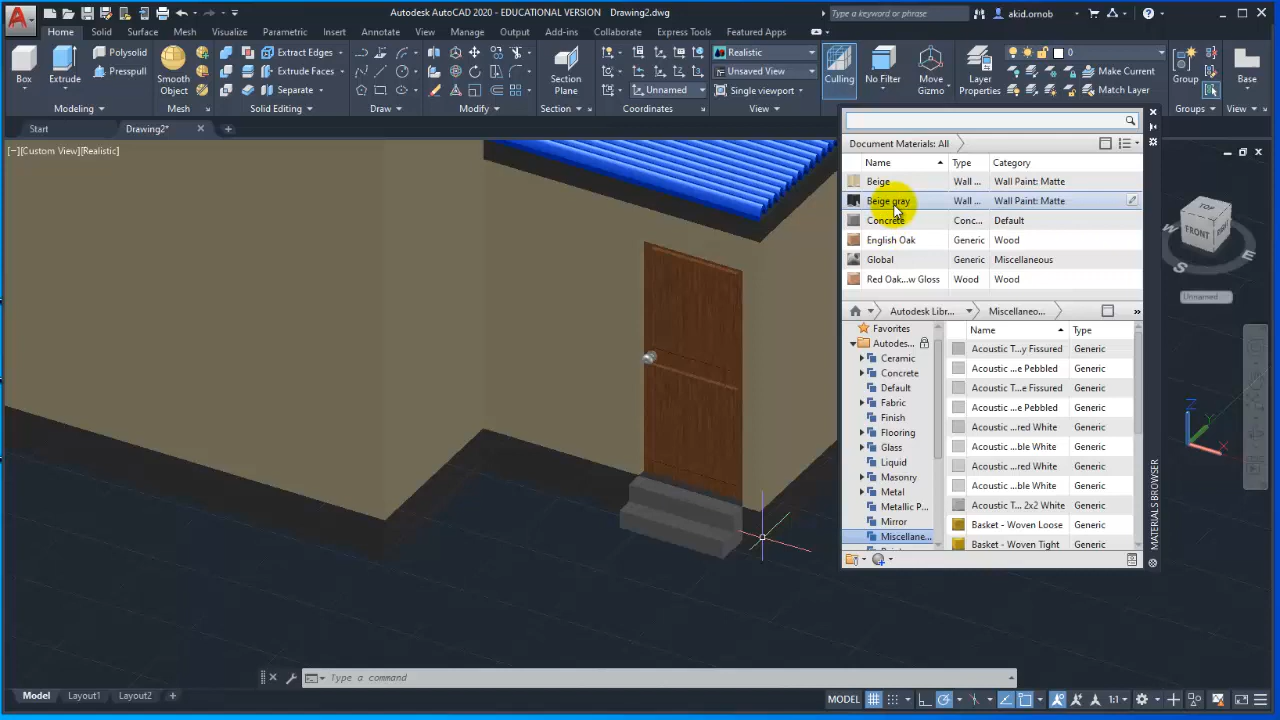 Autodesk AutoCAD 2020 - EDUCATIONAL VERSION Drawing2.dwg
Type a keyword or phrase
akid.ornob
Home Solid Surface Mesh Visualize Parametric Insert Annotate View Manage Output Add-ins Collaborate Express Tools Featured Apps
Box
Extrude
Polysolid
Presspull
Modeling
Smooth Object
Mesh
Extract Edges
Extrude Faces
Separate
Solid Editing
Draw
Modify
Section Plane
Section
Unnamed
Coordinates
Realistic
Unsaved View
Single viewport
View
Culling
No Filter
Move Gizmo
Layer Properties
0
Make Current
Match Layer
Group
Groups
Base
View
Start Drawing2*
[−][Custom View][Realistic]
Document Materials: All
Name Type Category
Beige Wall ... Wall Paint: Matte
Beige gray Wall ... Wall Paint: Matte
Concrete Conc... Default
English Oak Generic Wood
Global Generic Miscellaneous
Red Oak...w Gloss Wood Wood
Autodesk Libr... Miscellaneo...
Favorites
Autodes...
Ceramic
Concrete
Default
Fabric
Finish
Flooring
Glass
Liquid
Masonry
Metal
Metallic P...
Mirror
Miscellane...
Name Type
Acoustic T...y Fissured Generic
Acoustic ...e Pebbled Generic
Acoustic T...e Fissured Generic
Acoustic ...e Pebbled Generic
Acoustic ...red White Generic
Acoustic ...ble White Generic
Acoustic ...red White Generic
Acoustic ...ble White Generic
Acoustic T... 2x2 White Generic
Basket - Woven Loose Generic
Basket - Woven Tight Generic
MATERIALS BROWSER
TOP
FRONT
W
S
E
Unnamed
Z
Y
X
Type a command
Model Layout1 Layout2
MODEL
1:1